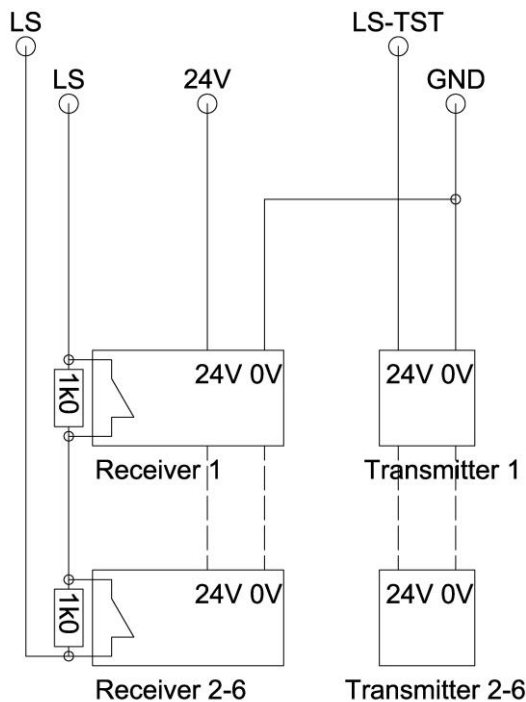 LS
LS-TST
LS
24V
GND
24V 0V
24V 0V
1k0
Receiver 1
Transmitter 1
24V 0V
24V 0V
1k0
Receiver 2-6
Transmitter 2-6